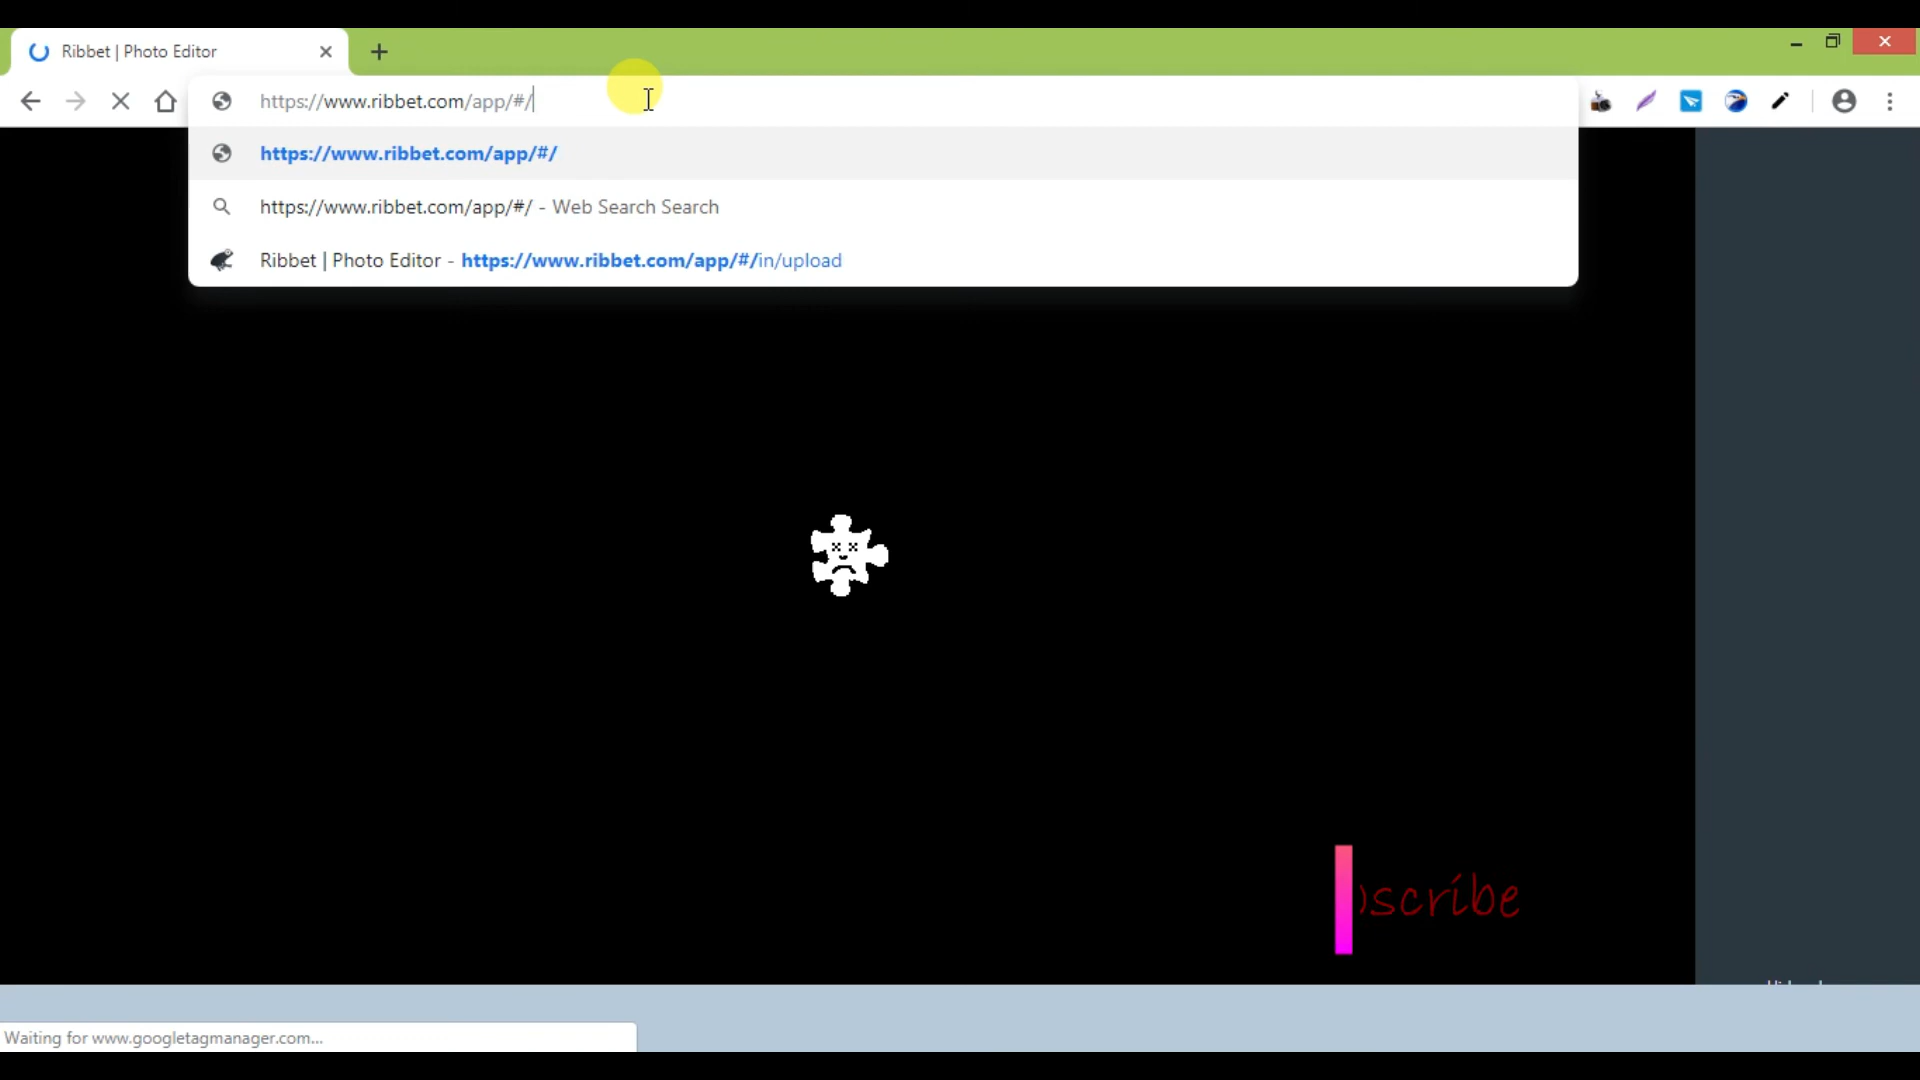 Ribbet | Photo Editor
https://www.ribbet.com/app/#/
https://www.ribbet.com/app/#/
https://www.ribbet.com/app/#/ - Web Search Search
Ribbet | Photo Editor - https://www.ribbet.com/app/#/in/upload
scribe
Waiting for www.googletagmanager.com...